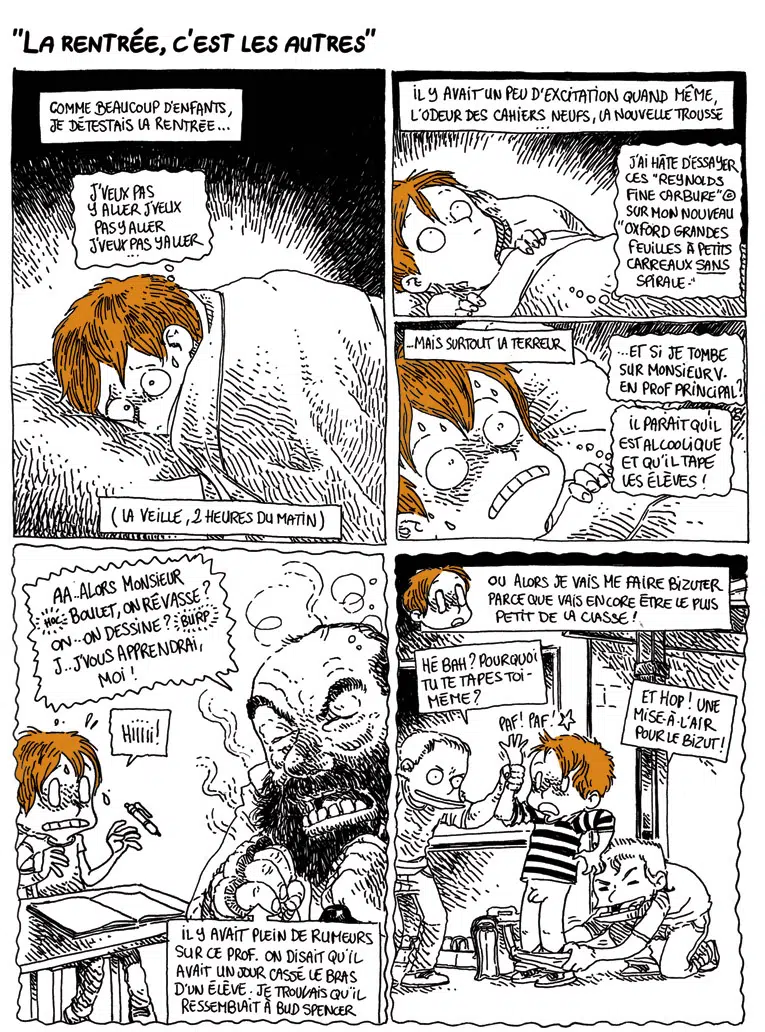 "LA RENTRÉE, C'EST LES AUTRES"
COMME BEAUCOUP D'ENFANTS,
JE DÉTESTAIS LA RENTRÉE...
J'VEUX PAS
Y ALLER J'VEUX
PAS Y ALLER
J'VEUX PAS Y ALLER
...
(LA VEILLE, 2 HEURES DU MATIN)
IL Y AVAIT UN PEU D'EXCITATION QUAND MÊME,
L'ODEUR DES CAHIERS NEUFS, LA NOUVELLE TROUSSE
...
J'AI HÂTE D'ESSAYER
CES "REYNOLDS
FINE CARBURE"©
SUR MON NOUVEAU
"OXFORD GRANDES
FEUILLES À PETITS
CARREAUX SANS
SPIRALE."
...MAIS SURTOUT LA TERREUR
...ET SI JE TOMBE
SUR MONSIEUR V.
EN PROF PRINCIPAL?
IL PARAIT QU'IL
EST ALCOOLIQUE
ET QU'IL TAPE
LES ÉLÈVES!
AA..ALORS MONSIEUR
HOC BOULET, ON RÊVASSE?
ON...ON DESSINE? BURP
J...J'VOUS APPRENDRAI,
MOI!
HIIIII!
IL Y AVAIT PLEIN DE RUMEURS
SUR CE PROF. ON DISAIT QU'IL
AVAIT UN JOUR CASSÉ LE BRAS
D'UN ÉLÈVE. JE TROUVAIS QU'IL
RESSEMBLAIT À BUD SPENCER
OU ALORS JE VAIS ME FAIRE BIZUTER
PARCE QUE VAIS ENCORE ÊTRE LE PLUS
PETIT DE LA CLASSE!
HÉ BAH? POURQUOI
TU TE TAPES TOI-
MÊME?
PAF! PAF!
ET HOP! UNE
MISE-À-L'AIR
POUR LE BIZUT!